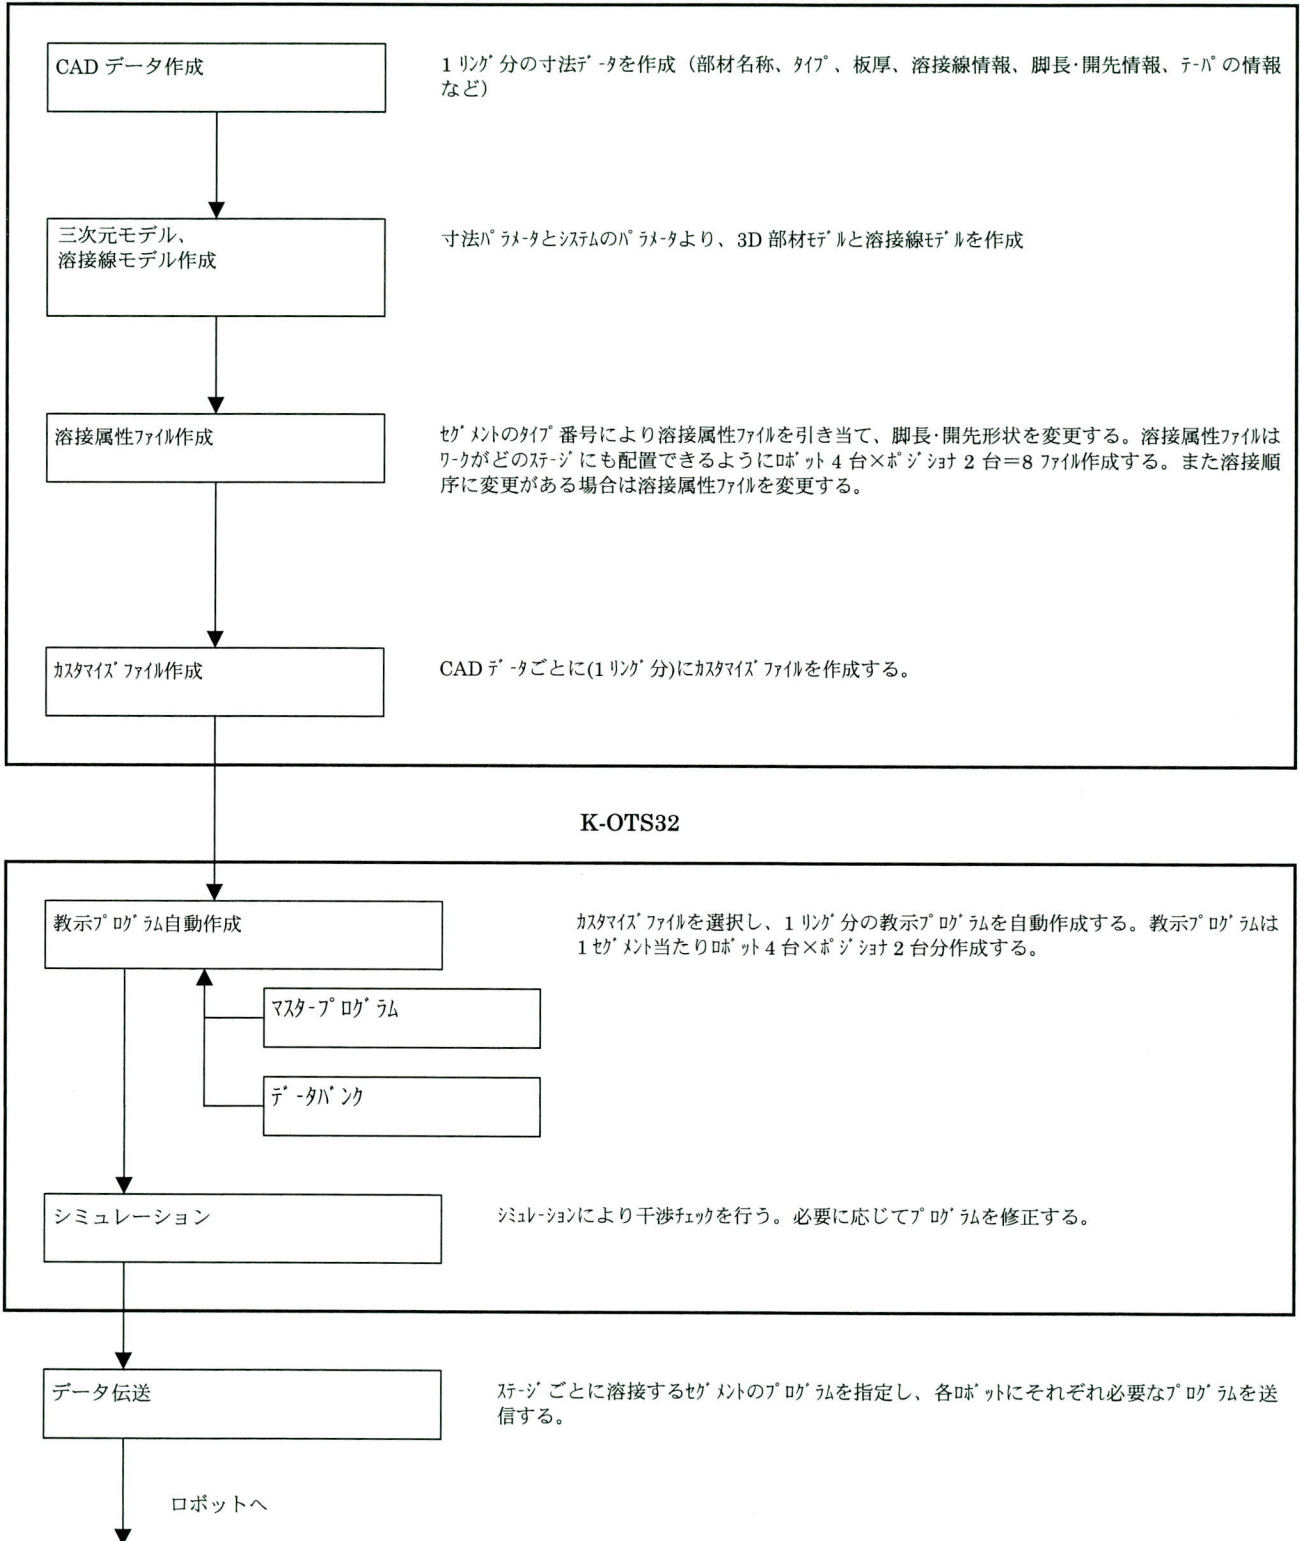 CAD データ作成
1 ﾘﾝｸﾞ分の寸法ﾃﾞｰﾀを作成（部材名称、ﾀｲﾌﾟ、板厚、溶接線情報、脚長･開先情報、ﾃｰﾊﾟの情報
など）
三次元モデル、
溶接線モデル作成
寸法ﾊﾟﾗﾒｰﾀとｼｽﾃﾑのﾊﾟﾗﾒｰﾀより、3D 部材ﾓﾃﾞﾙと溶接線ﾓﾃﾞﾙを作成
溶接属性ﾌｧｲﾙ作成
ｾｸﾞﾒﾝﾄのﾀｲﾌﾟ番号により溶接属性ﾌｧｲﾙを引き当て、脚長･開先形状を変更する。溶接属性ﾌｧｲﾙは
ﾜｰｸがどのｽﾃｰｼﾞにも配置できるようにﾛﾎﾞｯﾄ 4 台×ﾎﾟｼﾞｼｮﾅ 2 台＝8 ﾌｧｲﾙ作成する。また溶接順
序に変更がある場合は溶接属性ﾌｧｲﾙを変更する。
ｶｽﾀﾏｲｽﾞﾌｧｲﾙ作成
CAD ﾃﾞｰﾀごとに(1 ﾘﾝｸﾞ分)にｶｽﾀﾏｲｽﾞﾌｧｲﾙを作成する。
K-OTS32
教示ﾌﾟﾛｸﾞﾗﾑ自動作成
ｶｽﾀﾏｲｽﾞﾌｧｲﾙを選択し、1 ﾘﾝｸﾞ分の教示ﾌﾟﾛｸﾞﾗﾑを自動作成する。教示ﾌﾟﾛｸﾞﾗﾑは
1 ｾｸﾞﾒﾝﾄ当たりﾛﾎﾞｯﾄ 4 台×ﾎﾟｼﾞｼｮﾅ 2 台分作成する。
ﾏｽﾀｰﾌﾟﾛｸﾞﾗﾑ
ﾃﾞｰﾀﾊﾞﾝｸ
シミュレーション
ｼﾐｭﾚｰｼｮﾝにより干渉ﾁｪｯｸを行う。必要に応じてﾌﾟﾛｸﾞﾗﾑを修正する。
データ伝送
ｽﾃｰｼﾞごとに溶接するｾｸﾞﾒﾝﾄのﾌﾟﾛｸﾞﾗﾑを指定し、各ﾛﾎﾞｯﾄにそれぞれ必要なﾌﾟﾛｸﾞﾗﾑを送
信する。
ロボットへ